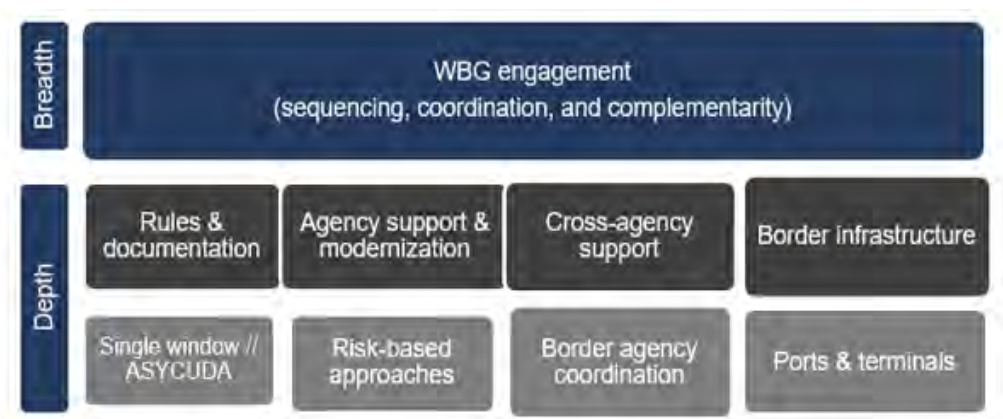 Breadth
WBG engagement
(sequencing, coordination, and complementarity)
Depth
Rules &
documentation
Agency support &
modernization
Cross-agency
support
Border infrastructure
Single window //
ASYCUDA
Risk-based
approaches
Border agency
coordination
Ports & terminals